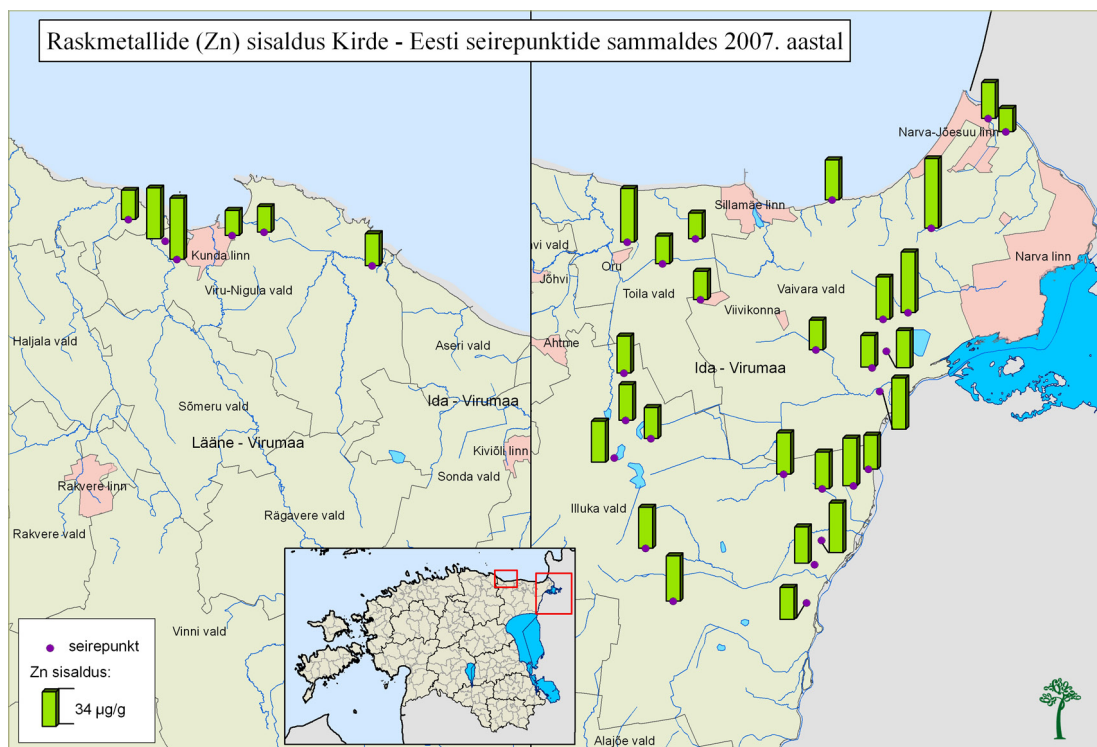 Raskmetallide (Zn) sisaldus Kirde - Eesti seirepunktide sammaldes 2007. aastal
Narva-Jõesuu linn
Sillamäe linn
Kunda linn
Viru-Nigula vald
vi vald
Oru
Narva linn
Jõhvi
Toila vald
Vaivara vald
Viivikonna
Haljala vald
Aseri vald
Ahtme
Ida - Virumaa
Sõmeru vald
Ida - Virumaa
Lääne - Virumaa
Kiviõli linn
Sonda vald
Rakvere linn
Rägavere vald
Illuka vald
Rakvere vald
Vinni vald
Alajõe vald
seirepunkt
Zn sisaldus:
34 µg/g